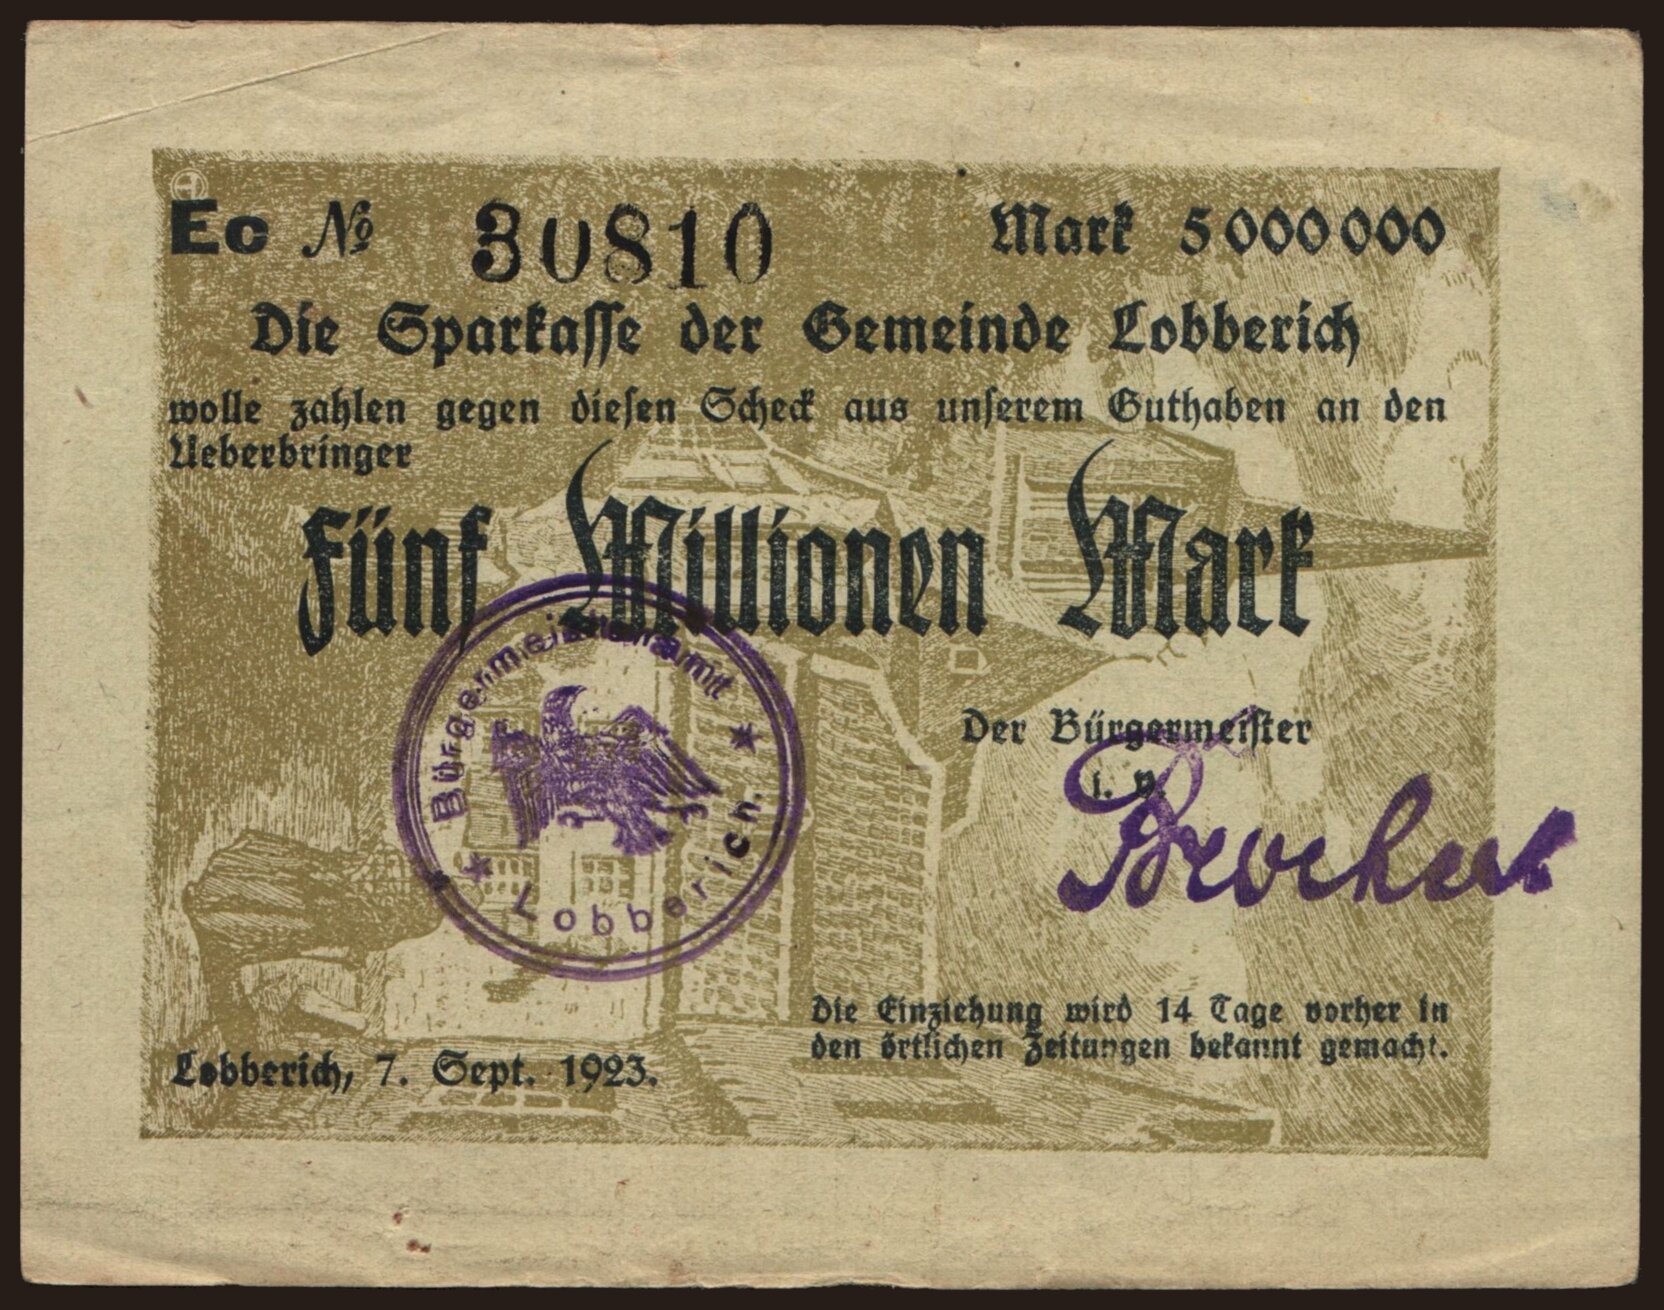 Ec № 30810 Mark 5000000
Die Sparkasse der Gemeinde Lobberich
wolle zahlen gegen diesen Scheck aus unserem Guthaben an den
Ueberbringer
Fünf Millionen Mark
Bürgermeisteramt
Lobberich.
Der Bürgermeister
i. V.
Lobberich, 7. Sept. 1923.
Die Einziehung wird 14 Tage vorher in
den örtlichen Zeitungen bekannt gemacht.